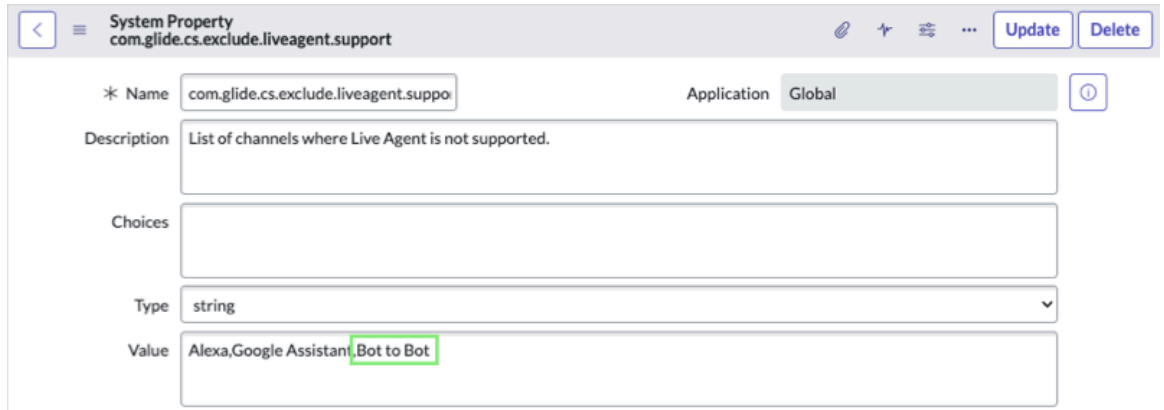 System Property
com.glide.cs.exclude.liveagent.support
Update
Delete
Name
com.glide.cs.exclude.liveagent.suppo
Application
Global
Description
List of channels where Live Agent is not supported.
Choices
Type
string
Value
Alexa,Google Assistant,Bot to Bot